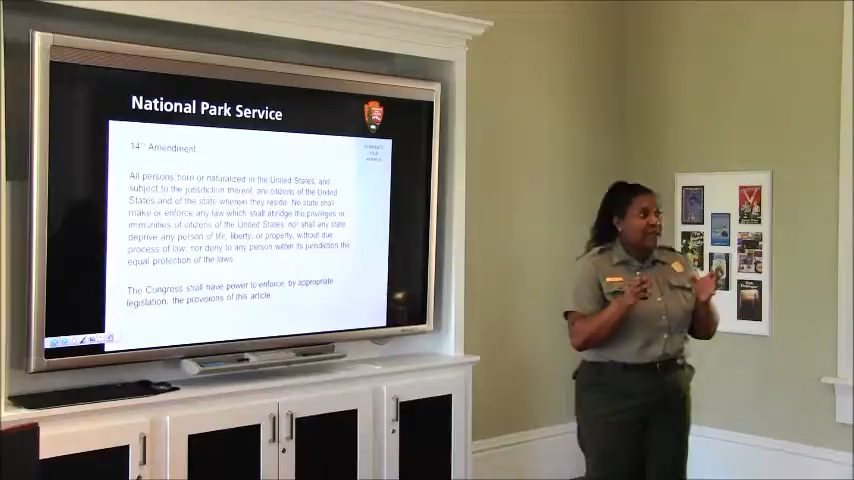 National Park Service
14th Amendment
All persons born or naturalized in the United States, and
subject to the jurisdiction thereof, are citizens of the United
States and of the state wherein they reside. No state shall
make or enforce any law which shall abridge the privileges or
immunities of citizens of the United States; nor shall any state
deprive any person of life, liberty, or property, without due
process of law; nor deny to any person within its jurisdiction the
equal protection of the laws.
The Congress shall have power to enforce, by appropriate
legislation, the provisions of this article.